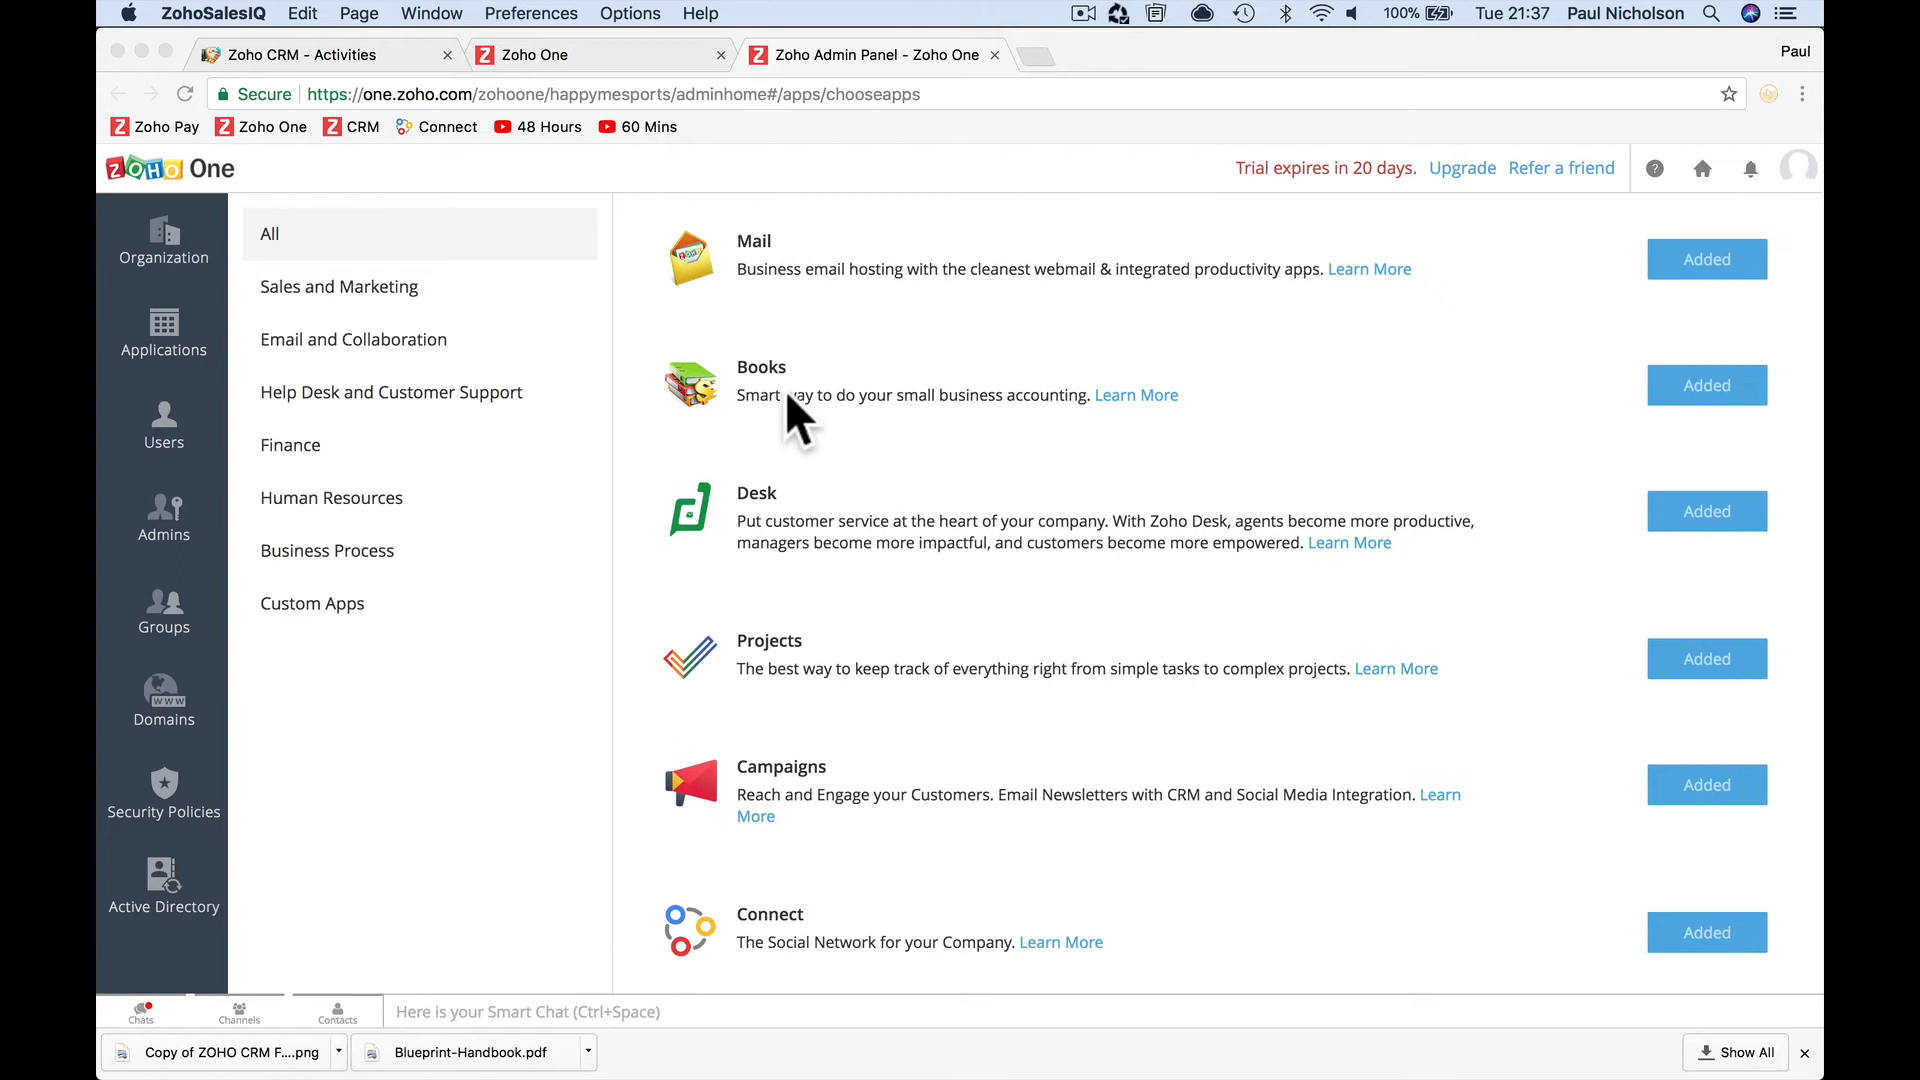 ZohoSalesIQ Edit Page Window Preferences Options Help 100% Tue 21:37 Paul Nicholson
Zoho CRM - Activities Zoho One Zoho Admin Panel - Zoho One Paul
Secure https://one.zoho.com/zohoone/happymesports/adminhome#/apps/chooseapps
Zoho Pay Zoho One CRM Connect 48 Hours 60 Mins
ZOHO One Trial expires in 20 days. Upgrade Refer a friend
Organization
Applications
Users
Admins
Groups
WWW
Domains
Security Policies
Active Directory
All
Sales and Marketing
Email and Collaboration
Help Desk and Customer Support
Finance
Human Resources
Business Process
Custom Apps
Mail
Business email hosting with the cleanest webmail & integrated productivity apps. Learn More
Added
Books
Smart way to do your small business accounting. Learn More
Added
Desk
Put customer service at the heart of your company. With Zoho Desk, agents become more productive,
managers become more impactful, and customers become more empowered. Learn More
Added
Projects
The best way to keep track of everything right from simple tasks to complex projects. Learn More
Added
Campaigns
Reach and Engage your Customers. Email Newsletters with CRM and Social Media Integration. Learn
More
Added
Connect
The Social Network for your Company. Learn More
Added
Chats Channels Contacts Here is your Smart Chat (Ctrl+Space)
Copy of ZOHO CRM F....png Blueprint-Handbook.pdf Show All